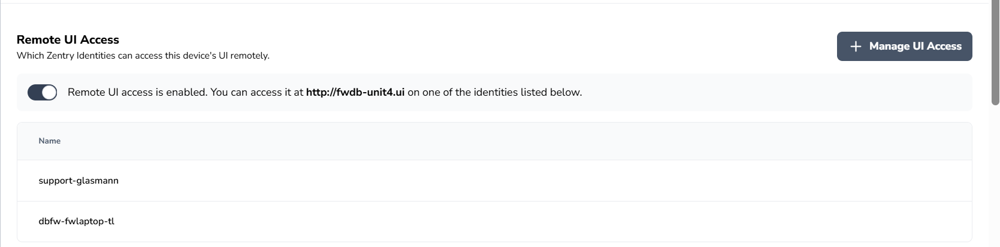 Remote UI Access
Which Zentry Identities can access this device's UI remotely.
Manage UI Access
Remote UI access is enabled. You can access it at http://fwdb-unit4.ui on one of the identities listed below.
Name
support-glasmann
dbfw-fwlaptop-tl